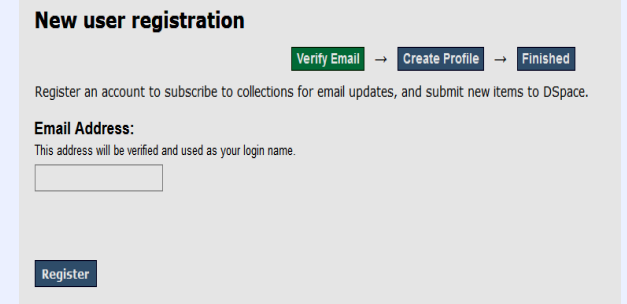 New user registration
Verify Email → Create Profile → Finished
Register an account to subscribe to collections for email updates, and submit new items to DSpace.
Email Address:
This address will be verified and used as your login name.
Register